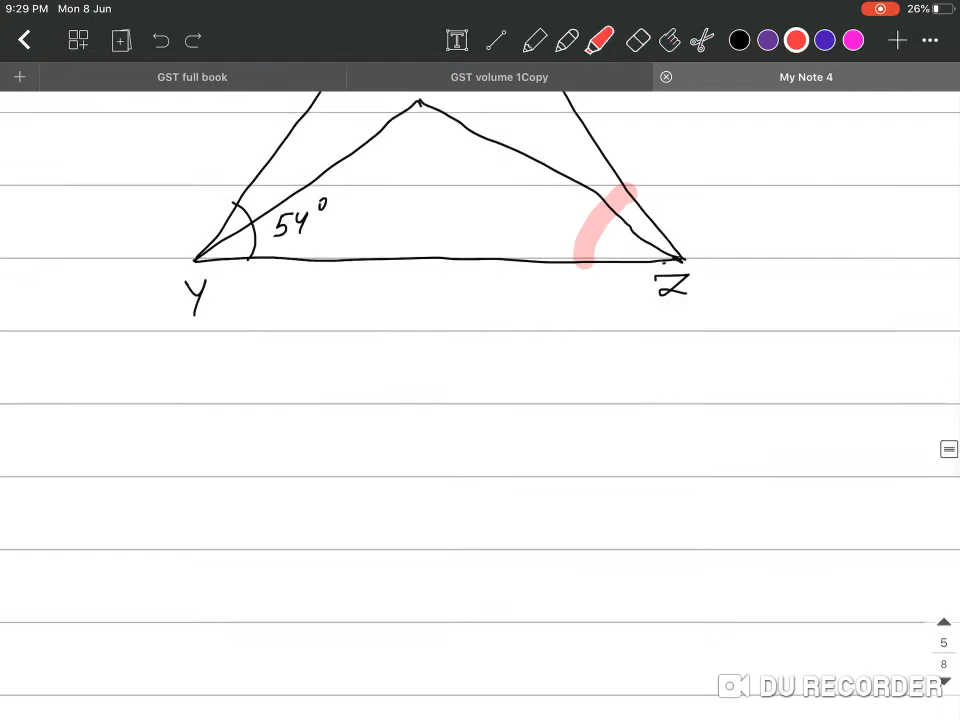 9:29 PM Mon 8 Jun 26%
GST full book GST volume 1Copy My Note 4
54°
Y Z
5
8
DU RECORDER